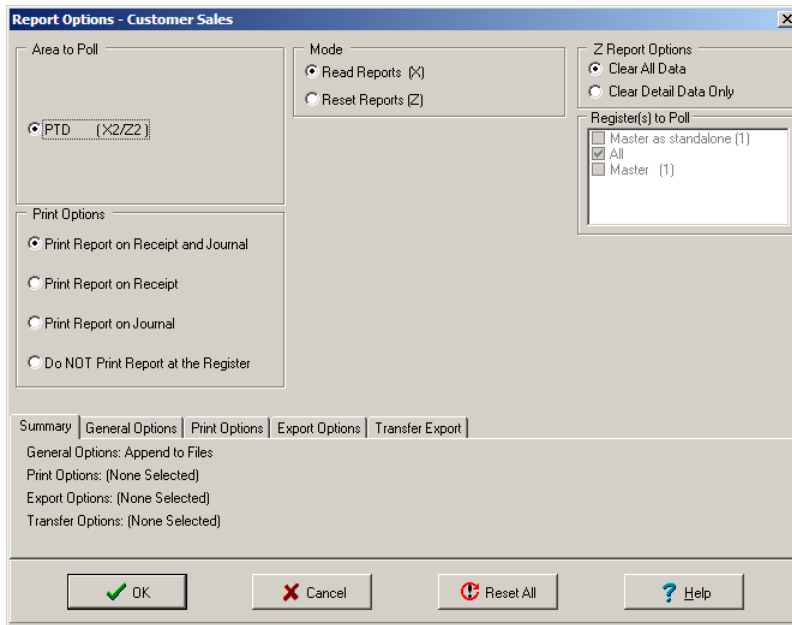 Report Options - Customer Sales
Area to Poll
PTD (X2/Z2)
Mode
Read Reports (X)
Reset Reports (Z)
Z Report Options
Clear All Data
Clear Detail Data Only
Register(s) to Poll
Master as standalone (1)
All
Master (1)
Print Options
Print Report on Receipt and Journal
Print Report on Receipt
Print Report on Journal
Do NOT Print Report at the Register
Summary General Options Print Options Export Options Transfer Export
General Options: Append to Files
Print Options: (None Selected)
Export Options: (None Selected)
Transfer Options: (None Selected)
OK Cancel Reset All Help